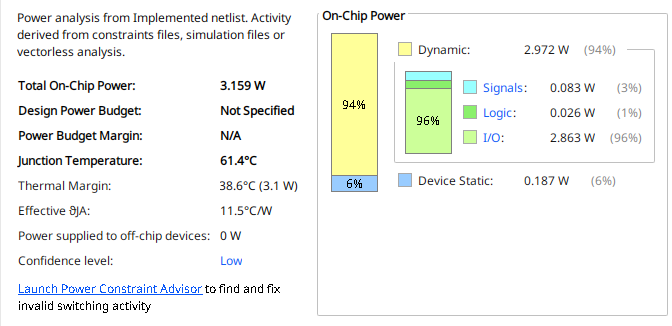 Power analysis from Implemented netlist. Activity
derived from constraints files, simulation files or
vectorless analysis.
Total On-Chip Power: 3.159 W
Design Power Budget: Not Specified
Power Budget Margin: N/A
Junction Temperature: 61.4°C
Thermal Margin: 38.6°C (3.1 W)
Effective ϑJA: 11.5°C/W
Power supplied to off-chip devices: 0 W
Confidence level: Low
Launch Power Constraint Advisor to find and fix
invalid switching activity
On-Chip Power
94%
6%
Dynamic: 2.972 W (94%)
96%
Signals: 0.083 W (3%)
Logic: 0.026 W (1%)
I/O: 2.863 W (96%)
Device Static: 0.187 W (6%)